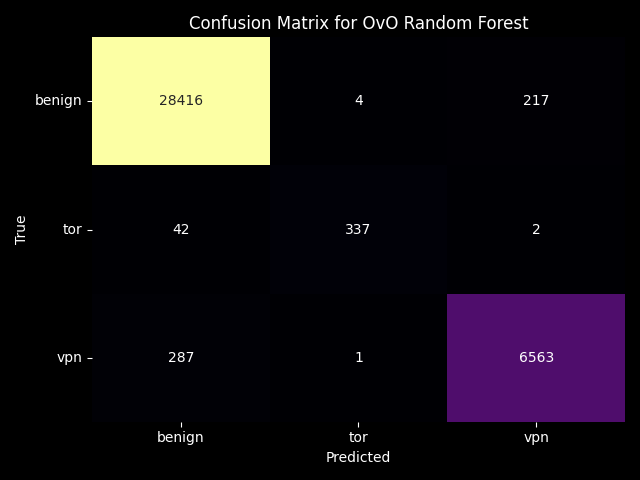 Confusion Matrix for OvO Random Forest
benign 28416 4 217
tor 42 337 2
vpn 287 1 6563
benign tor vpn
Predicted
True